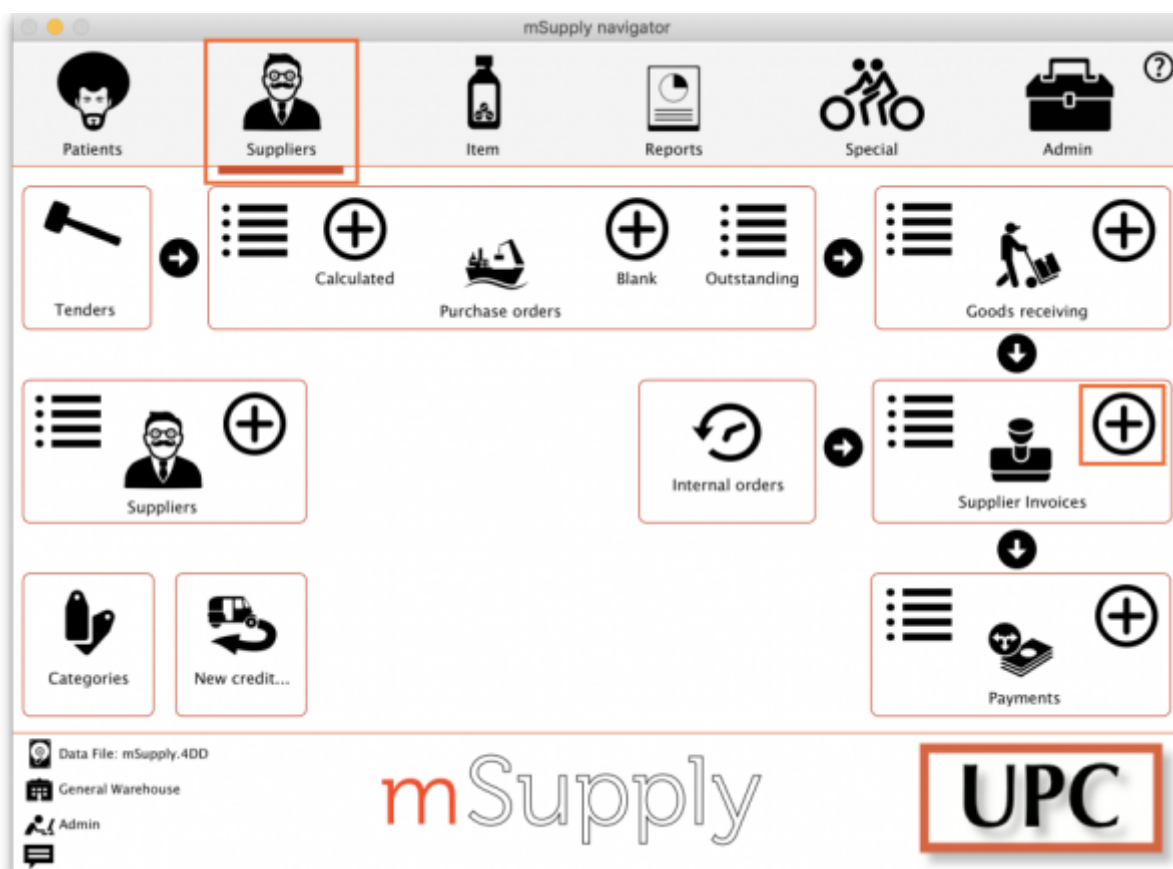 mSupply navigator
?
Patients
Suppliers
Item
Reports
Special
Admin
Calculated
Blank
Outstanding
Tenders
Purchase orders
Goods receiving
Suppliers
Internal orders
Supplier Invoices
Categories
New credit...
Payments
Data File: mSupply.4DD
General Warehouse
Admin
mSupply
UPC